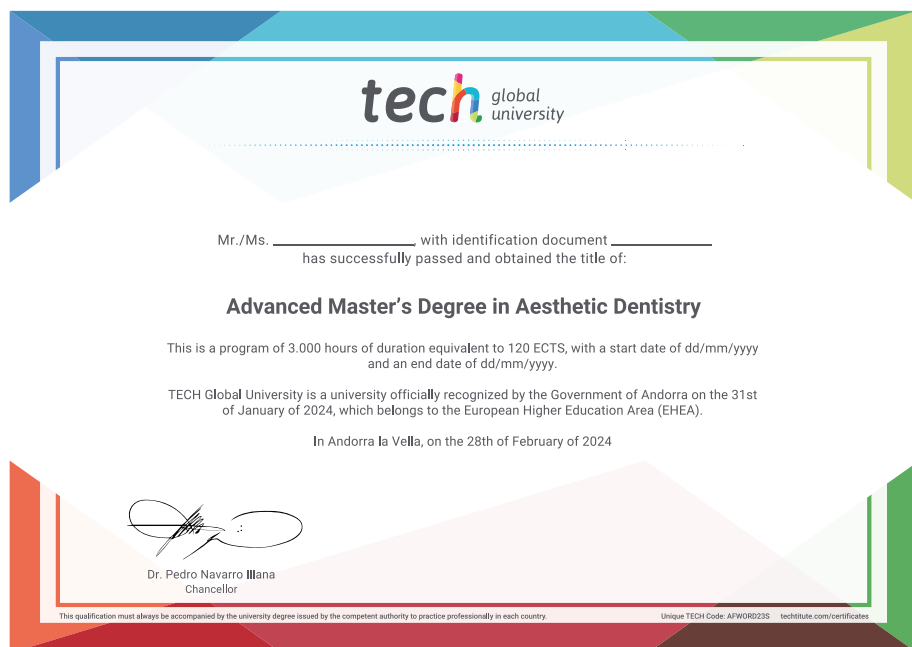 tech global university
Mr./Ms. ____________, with identification document ____________
has successfully passed and obtained the title of:
Advanced Master's Degree in Aesthetic Dentistry
This is a program of 3.000 hours of duration equivalent to 120 ECTS, with a start date of dd/mm/yyyy
and an end date of dd/mm/yyyy.
TECH Global University is a university officially recognized by the Government of Andorra on the 31st
of January of 2024, which belongs to the European Higher Education Area (EHEA).
In Andorra la Vella, on the 28th of February of 2024
Dr. Pedro Navarro Illana
Chancellor
This qualification must always be accompanied by the university degree issued by the competent authority to practice professionally in each country.
Unique TECH Code: AFWORD23S techtitute.com/certificates